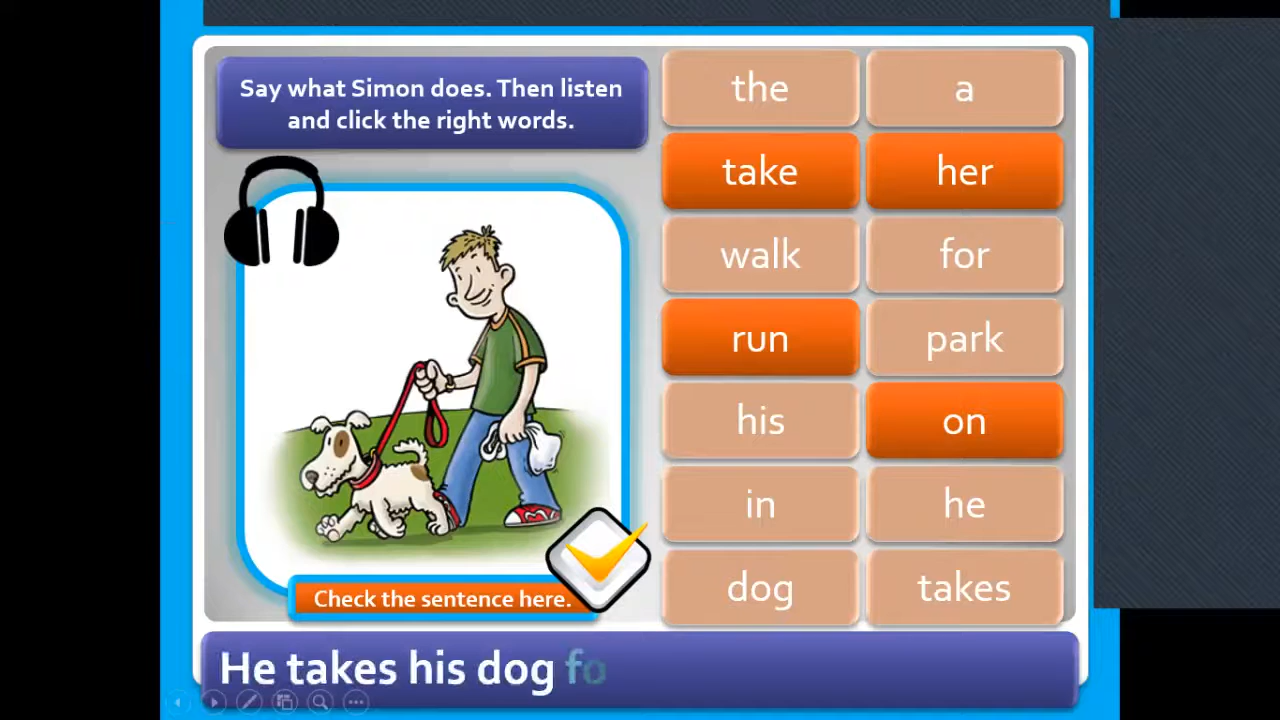 Say what Simon does. Then listen
and click the right words.
the
a
take
her
walk
for
run
park
his
on
in
he
dog
takes
Check the sentence here.
He takes his dog fo